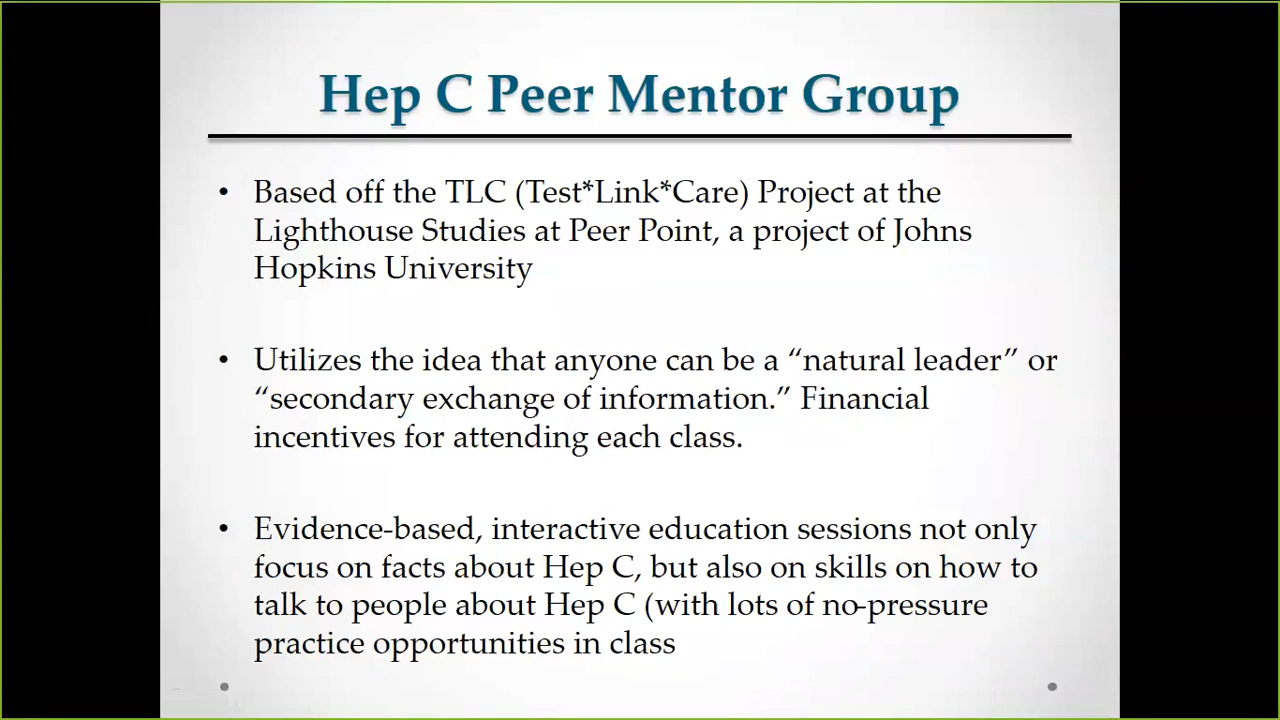 Hep C Peer Mentor Group
• Based off the TLC (Test*Link*Care) Project at the
Lighthouse Studies at Peer Point, a project of Johns
Hopkins University
• Utilizes the idea that anyone can be a “natural leader” or
“secondary exchange of information.” Financial
incentives for attending each class.
• Evidence-based, interactive education sessions not only
focus on facts about Hep C, but also on skills on how to
talk to people about Hep C (with lots of no-pressure
practice opportunities in class